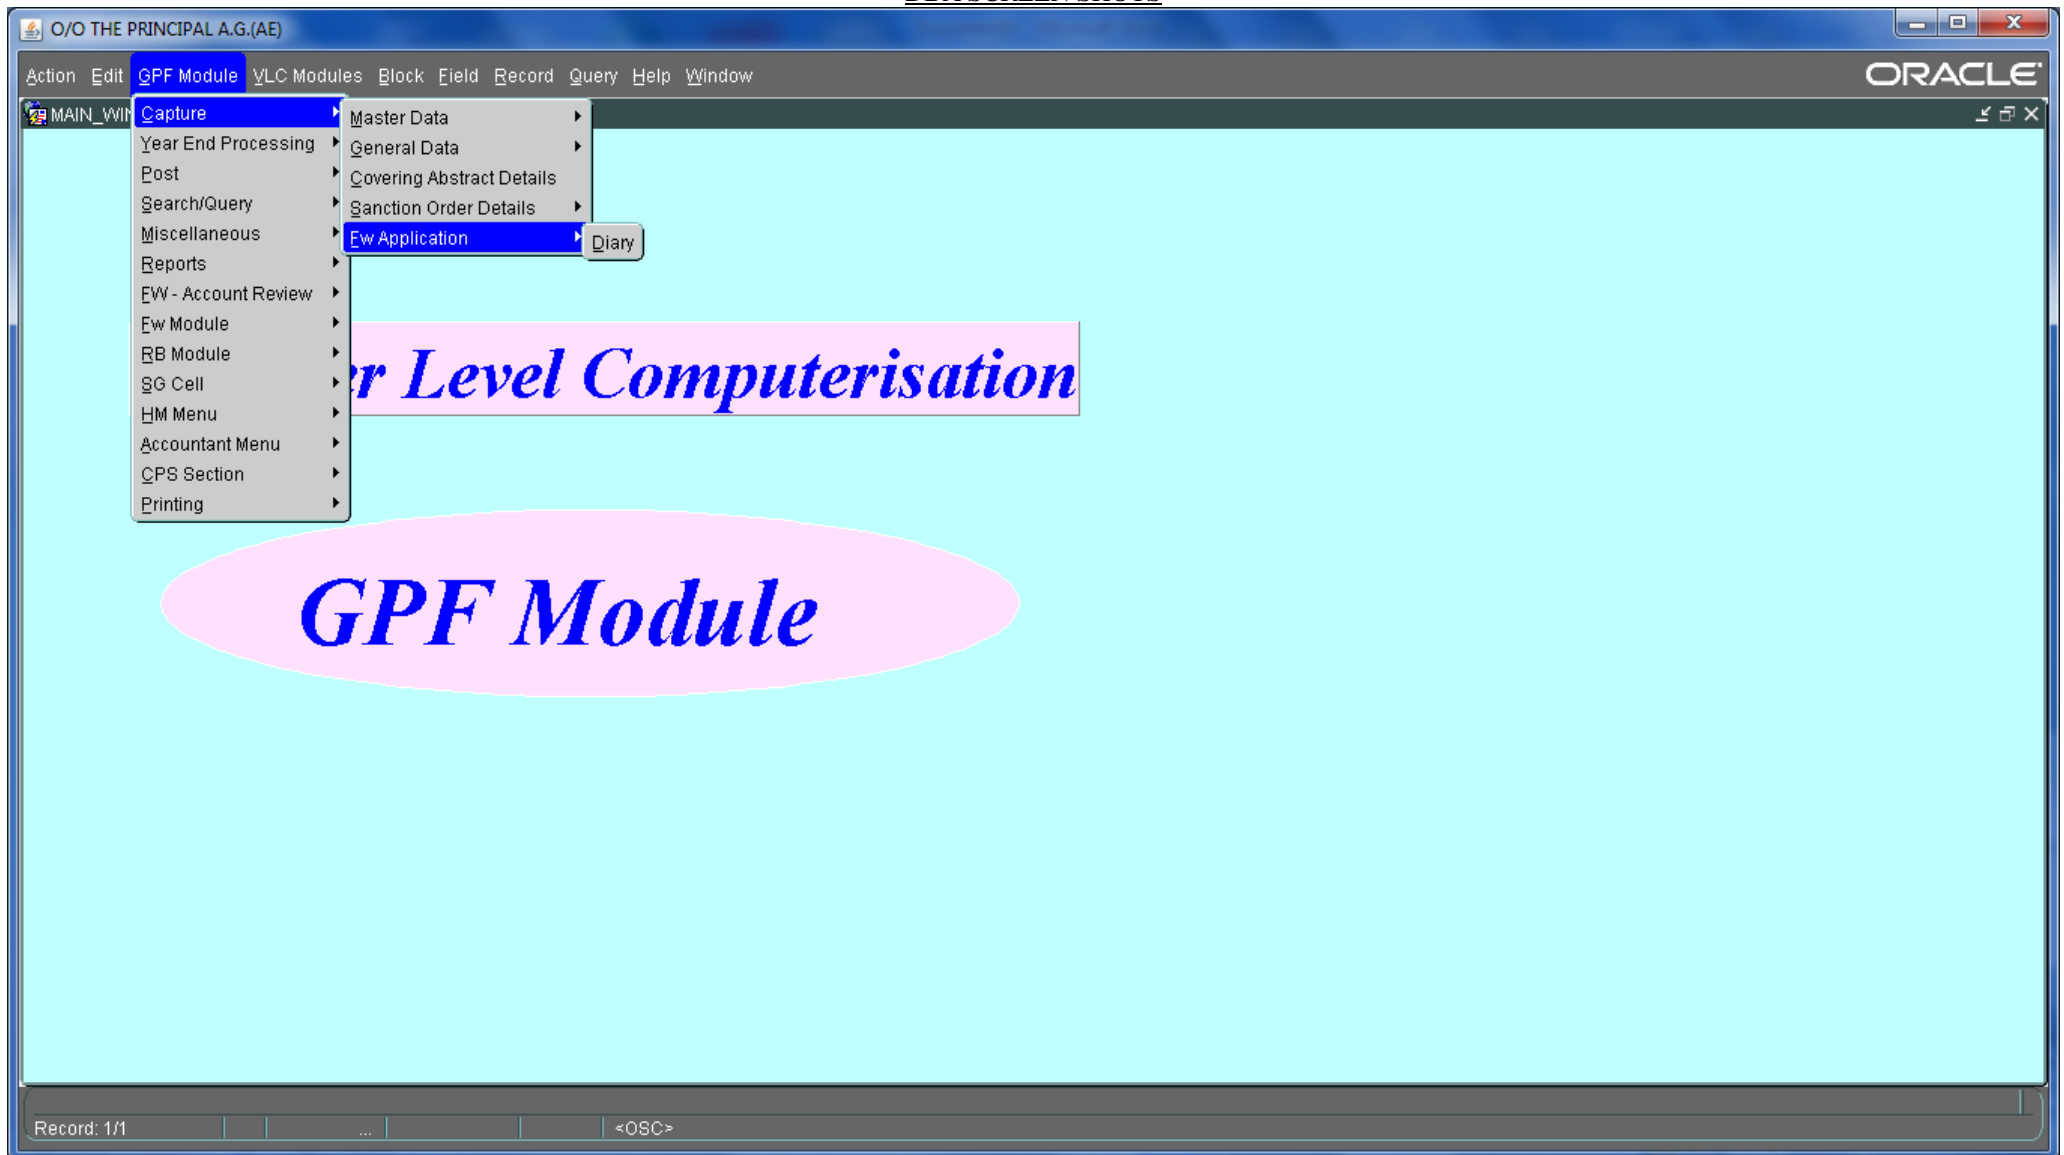 O/O THE PRINCIPAL A.G.(AE)
Action Edit GPF Module VLC Modules Block Field Record Query Help Window
ORACLE
MAIN_WIN
Capture
Year End Processing
Post
Search/Query
Miscellaneous
Reports
FW - Account Review
Fw Module
RB Module
SG Cell
HM Menu
Accountant Menu
CPS Section
Printing
Master Data
General Data
Covering Abstract Details
Sanction Order Details
Fw Application
Diary
er Level Computerisation
GPF Module
Record: 1/1 ... <OSC>